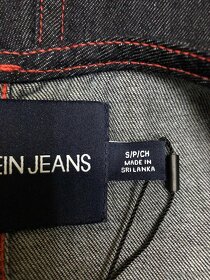 EIN JEANS
S/P/CH
MADE IN
SRI LANKA